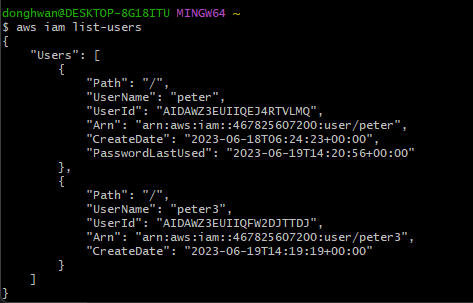 donghwan@DESKTOP-8G18ITU MINGW64 ~
$ aws iam list-users
{
    "Users": [
        {
            "Path": "/",
            "UserName": "peter",
            "UserId": "AIDAWZ3EUIIQEJ4RTVLMQ",
            "Arn": "arn:aws:iam::467825607200:user/peter",
            "CreateDate": "2023-06-18T06:24:23+00:00",
            "PasswordLastUsed": "2023-06-19T14:20:56+00:00"
        },
        {
            "Path": "/",
            "UserName": "peter3",
            "UserId": "AIDAWZ3EUIIQFW2DJTTDJ",
            "Arn": "arn:aws:iam::467825607200:user/peter3",
            "CreateDate": "2023-06-19T14:19:19+00:00"
        }
    ]
}